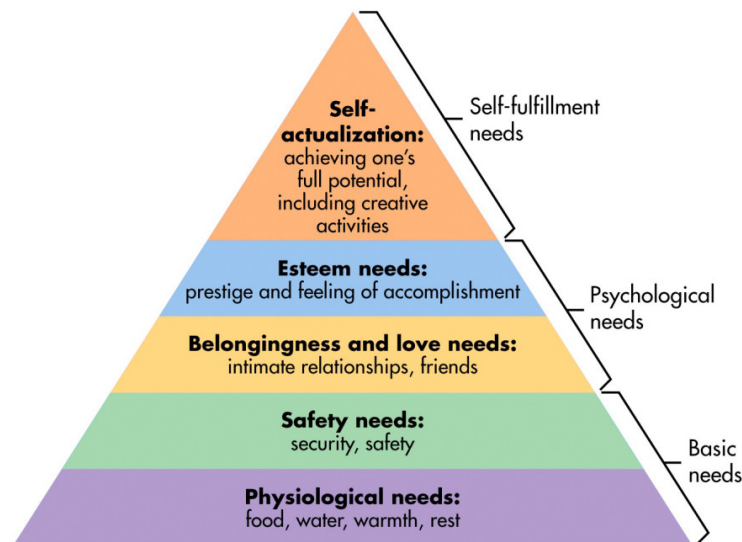 Self-
actualization:
achieving one's
full potential,
including creative
activities
Self-fulfillment
needs
Esteem needs:
prestige and feeling of accomplishment
Psychological
needs
Belongingness and love needs:
intimate relationships, friends
Safety needs:
security, safety
Basic
needs
Physiological needs:
food, water, warmth, rest